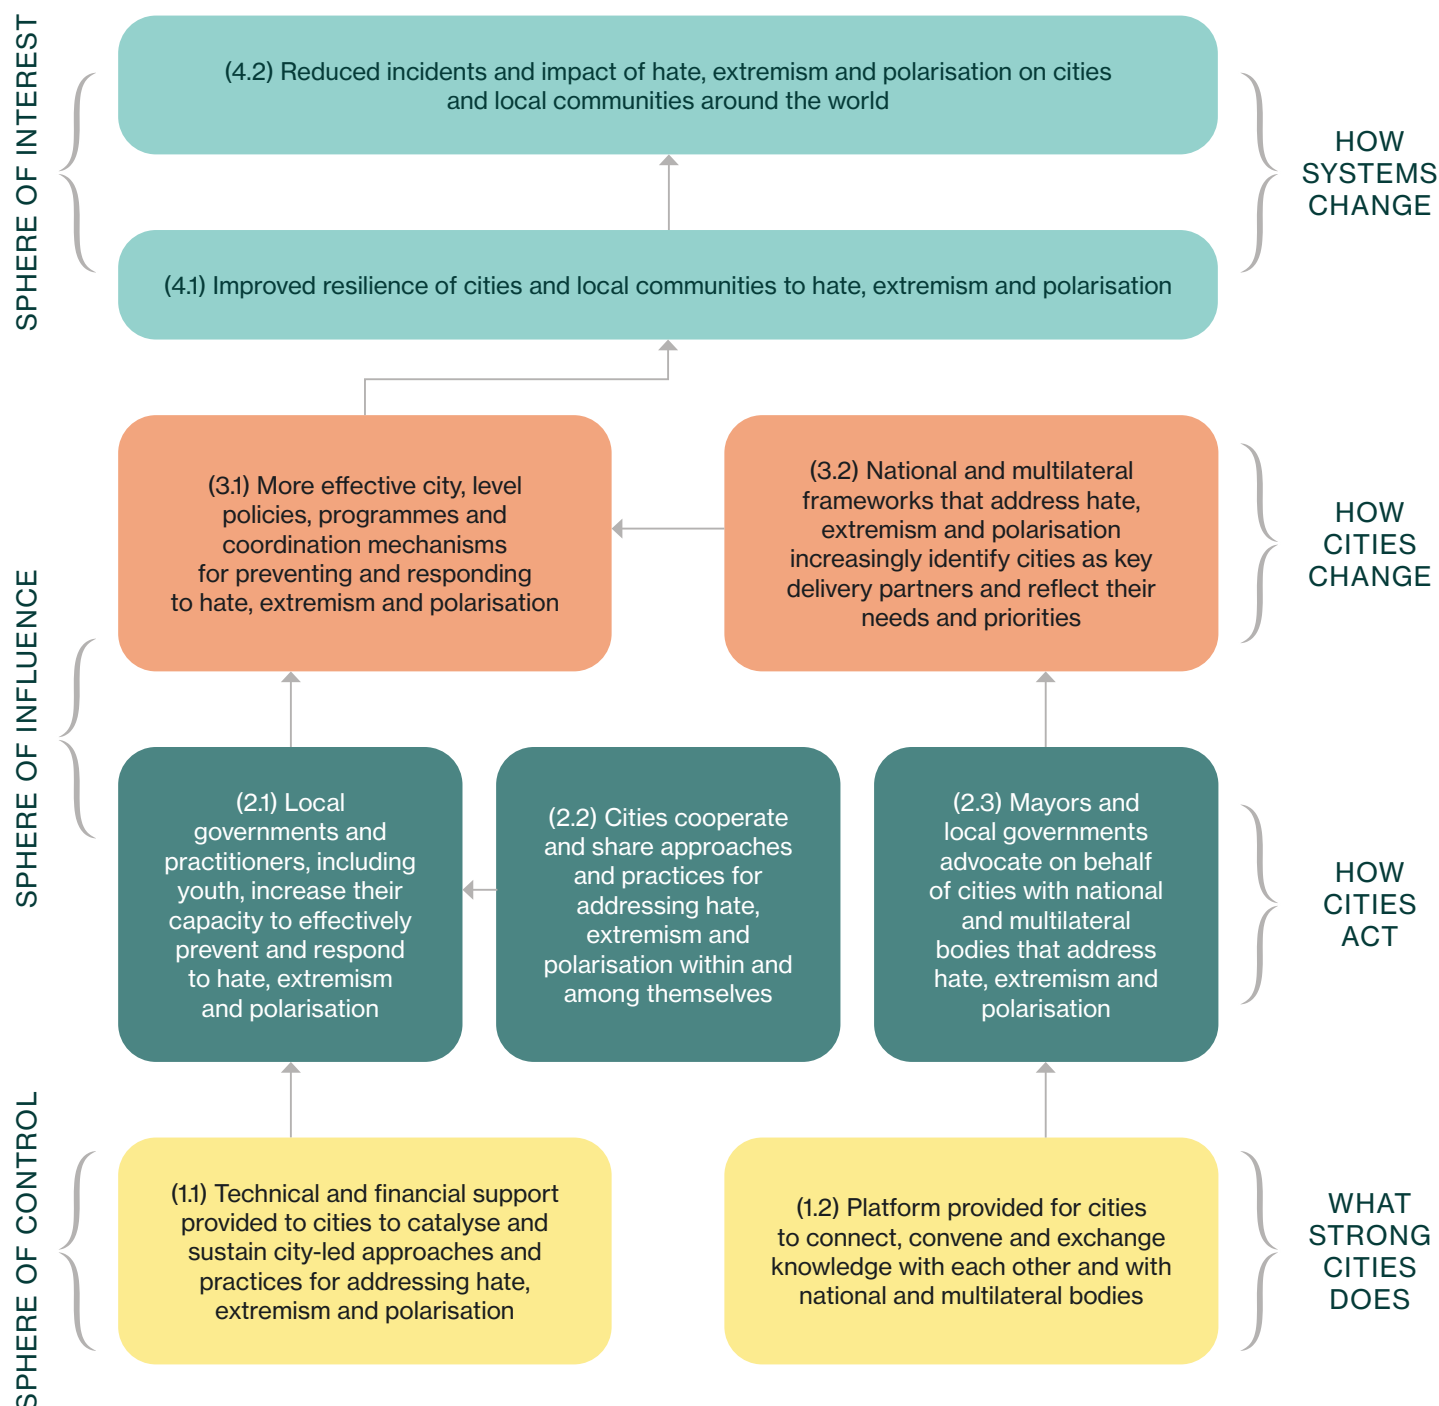 SPHERE OF INTEREST
(4.2) Reduced incidents and impact of hate, extremism and polarisation on cities
and local communities around the world
HOW
SYSTEMS
CHANGE
(4.1) Improved resilience of cities and local communities to hate, extremism and polarisation
SPHERE OF INFLUENCE
(3.1) More effective city, level
policies, programmes and
coordination mechanisms
for preventing and responding
to hate, extremism and polarisation
(3.2) National and multilateral
frameworks that address hate,
extremism and polarisation
increasingly identify cities as key
delivery partners and reflect their
needs and priorities
HOW
CITIES
CHANGE
(2.1) Local
governments and
practitioners, including
youth, increase their
capacity to effectively
prevent and respond
to hate, extremism
and polarisation
(2.2) Cities cooperate
and share approaches
and practices for
addressing hate,
extremism and
polarisation within and
among themselves
(2.3) Mayors and
local governments
advocate on behalf
of cities with national
and multilateral
bodies that address
hate, extremism and
polarisation
HOW
CITIES
ACT
SPHERE OF CONTROL
(1.1) Technical and financial support
provided to cities to catalyse and
sustain city-led approaches and
practices for addressing hate,
extremism and polarisation
(1.2) Platform provided for cities
to connect, convene and exchange
knowledge with each other and with
national and multilateral bodies
WHAT
STRONG
CITIES
DOES